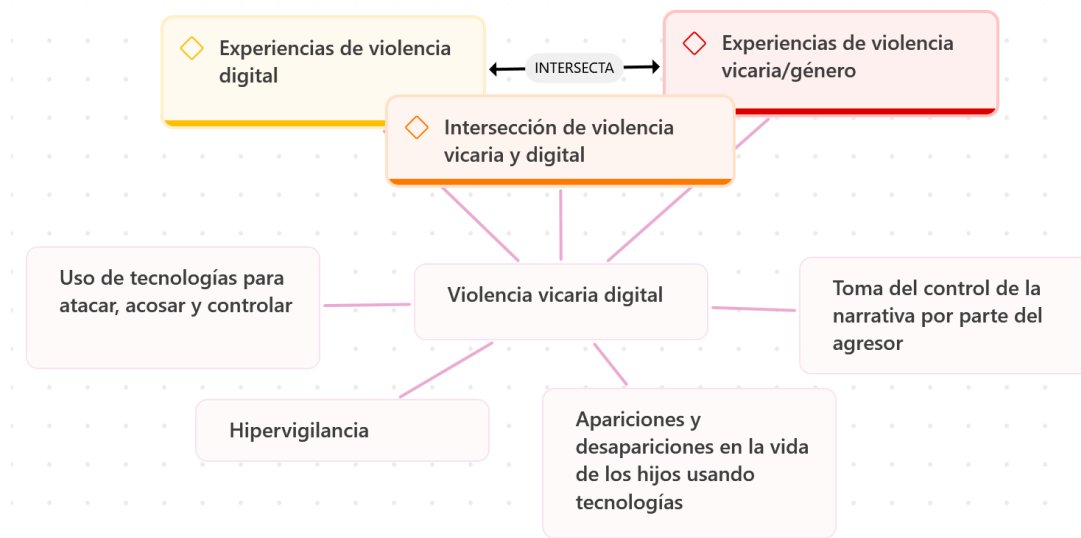 Experiencias de violencia
digital
INTERSECTA
Experiencias de violencia
vicaria/género
Intersección de violencia
vicaria y digital
Uso de tecnologías para
atacar, acosar y controlar
Violencia vicaria digital
Toma del control de la
narrativa por parte del
agresor
Hipervigilancia
Apariciones y
desapariciones en la vida
de los hijos usando
tecnologías